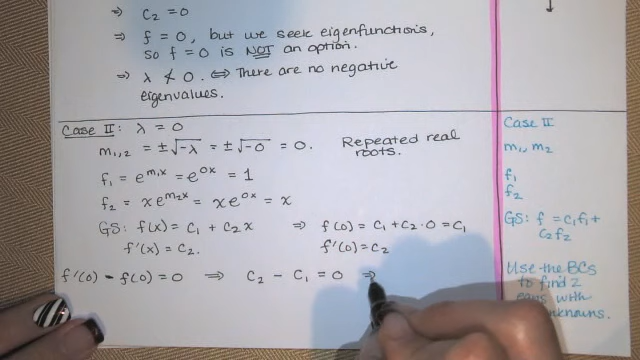 ⇒ C₂ = 0
⇒ f = 0, but we seek eigenfunctions,
so f = 0 is NOT an option.
⇒ λ ≮ 0. ⇔ There are no negative
eigenvalues.
Case II: λ = 0
m₁,₂ = ±√-λ = ±√-0 = 0. Repeated real
roots.
f₁ = e^{m₁x} = e^{0x} = 1
f₂ = xe^{m₂x} = xe^{0x} = x
GS: f(x) = C₁ + C₂x ⇒ f(0) = C₁ + C₂·0 = C₁
f'(x) = C₂. f'(0) = C₂
f'(0) - f(0) = 0 ⇒ C₂ - C₁ = 0 ⇒
Case II
m₁, m₂
f₁
f₂
GS: f = C₁f₁ +
C₂f₂
Use the BCs
to find 2
eqns with